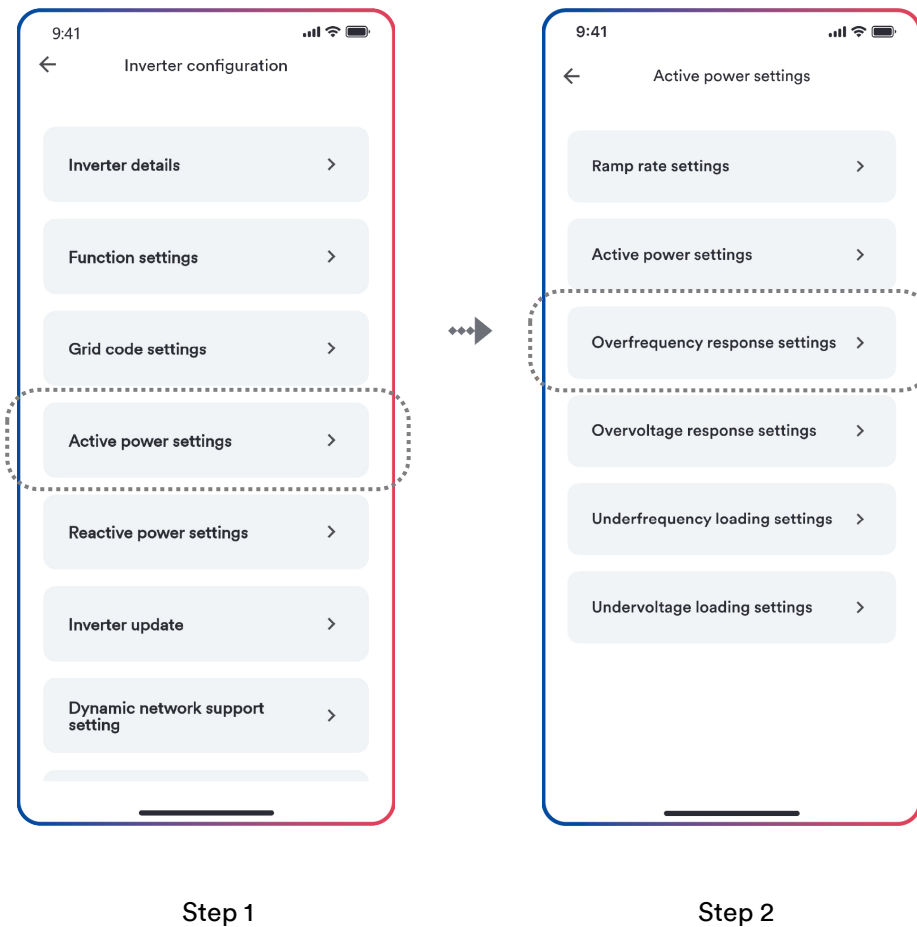 9:41
Inverter configuration
Inverter details
Function settings
Grid code settings
Active power settings
Reactive power settings
Inverter update
Dynamic network support
setting
Step 1
9:41
Active power settings
Ramp rate settings
Active power settings
Overfrequency response settings
Overvoltage response settings
Underfrequency loading settings
Undervoltage loading settings
Step 2